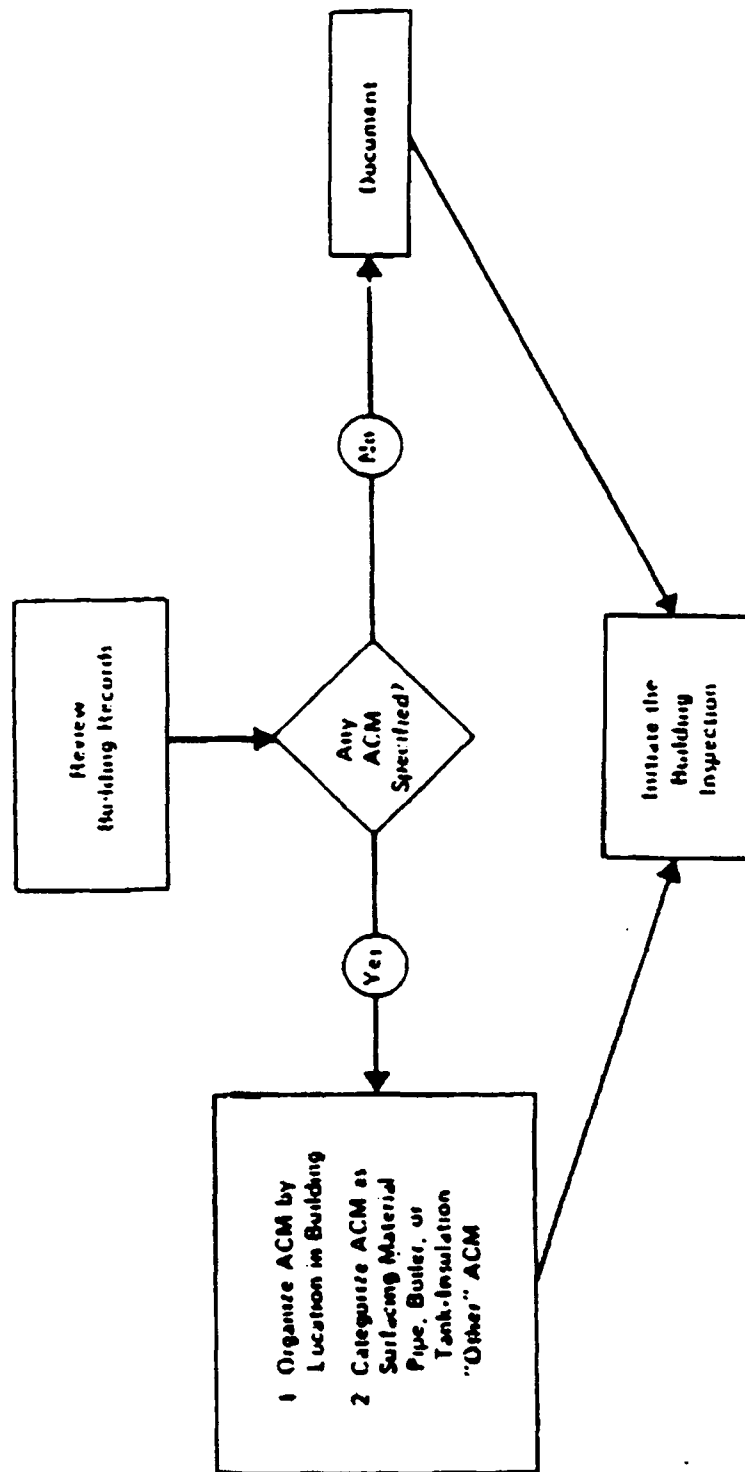 Review
Building Records
Any
ACM
Specified?
Yes
No
1 Organize ACM by
Location in Building
2 Categorize ACM as
Surfacing Material
Pipe, Boiler, or
Tank-Insulation
"Other" ACM
Document
Initiate the
Building
Inspection